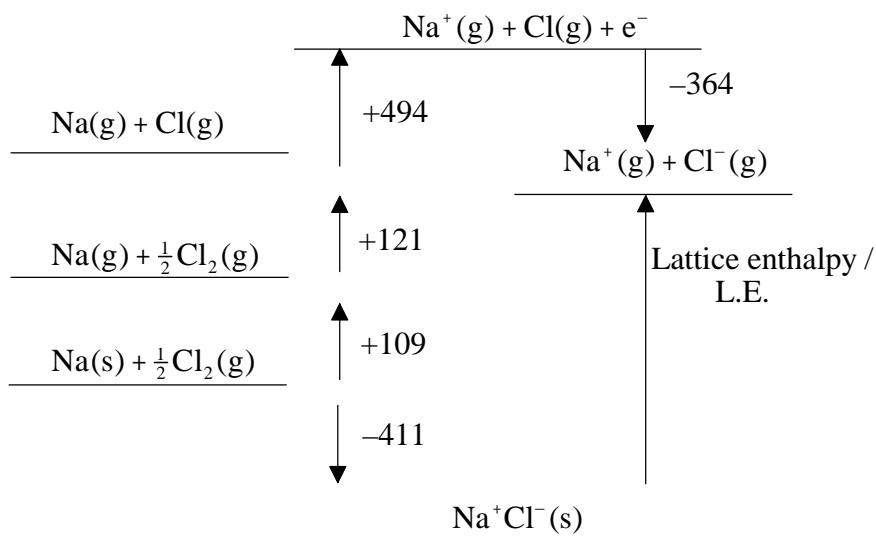 Na⁺(g) + Cl(g) + e⁻
–364
+494
Na(g) + Cl(g)
Na⁺(g) + Cl⁻(g)
+121
Na(g) + ½Cl₂(g)
Lattice enthalpy /
L.E.
+109
Na(s) + ½Cl₂(g)
–411
Na⁺Cl⁻(s)